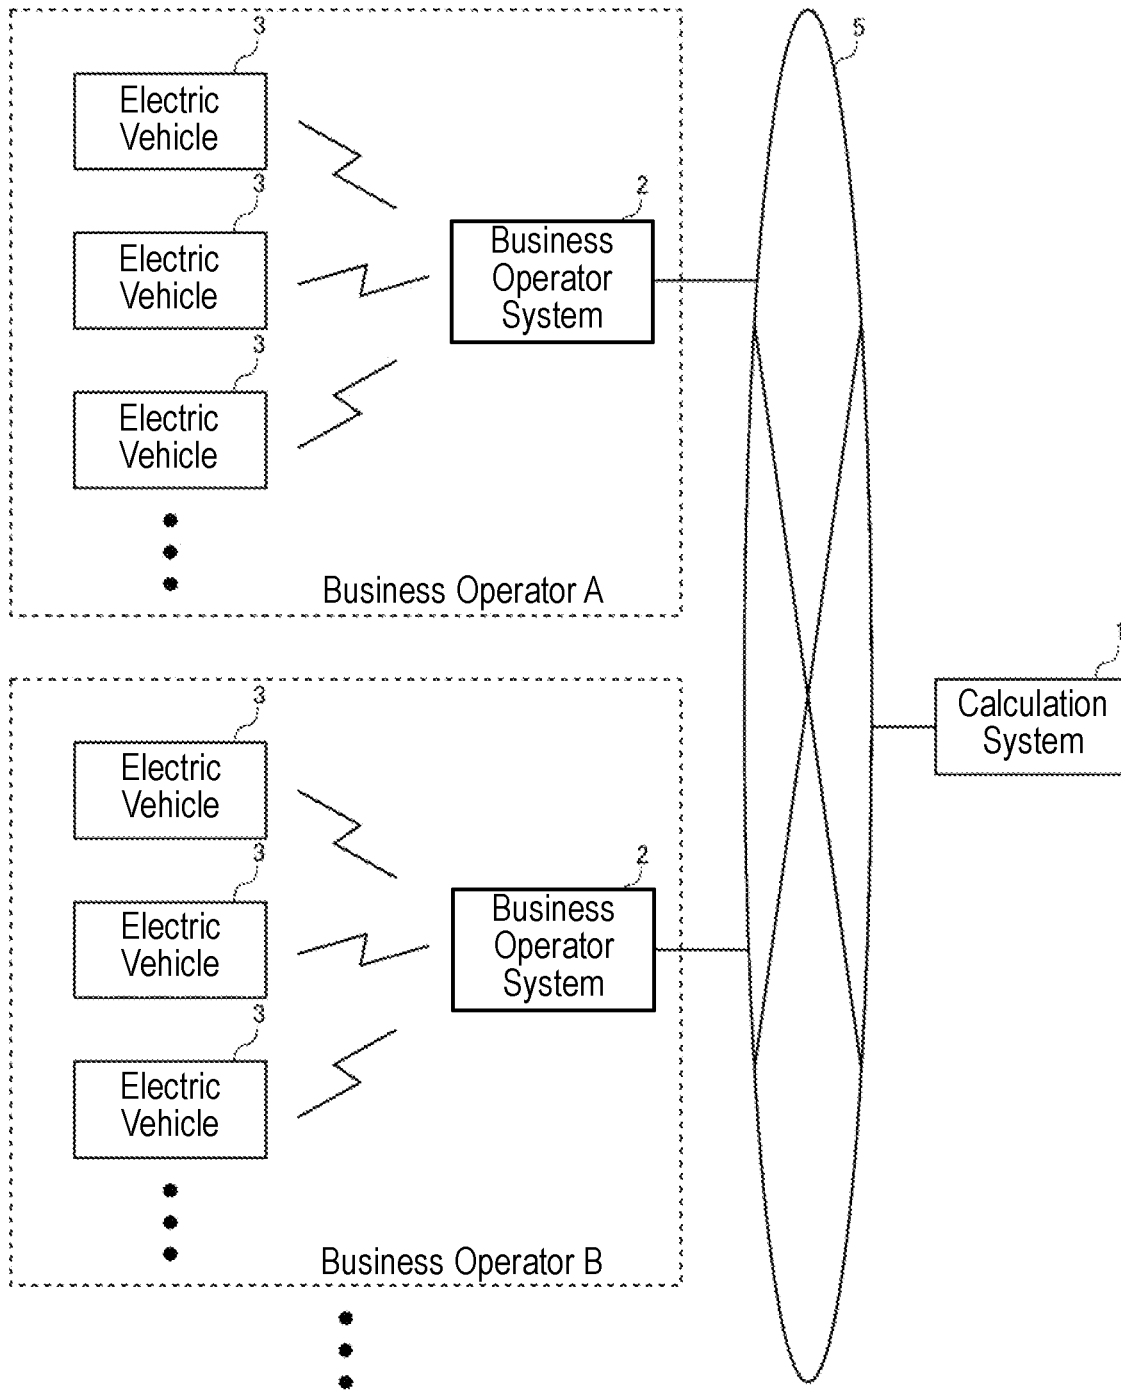 3
Electric
Vehicle
3
Electric
Vehicle
3
Electric
Vehicle
2
Business
Operator
System
Business Operator A
5
1
Calculation
System
3
Electric
Vehicle
3
Electric
Vehicle
3
Electric
Vehicle
2
Business
Operator
System
Business Operator B